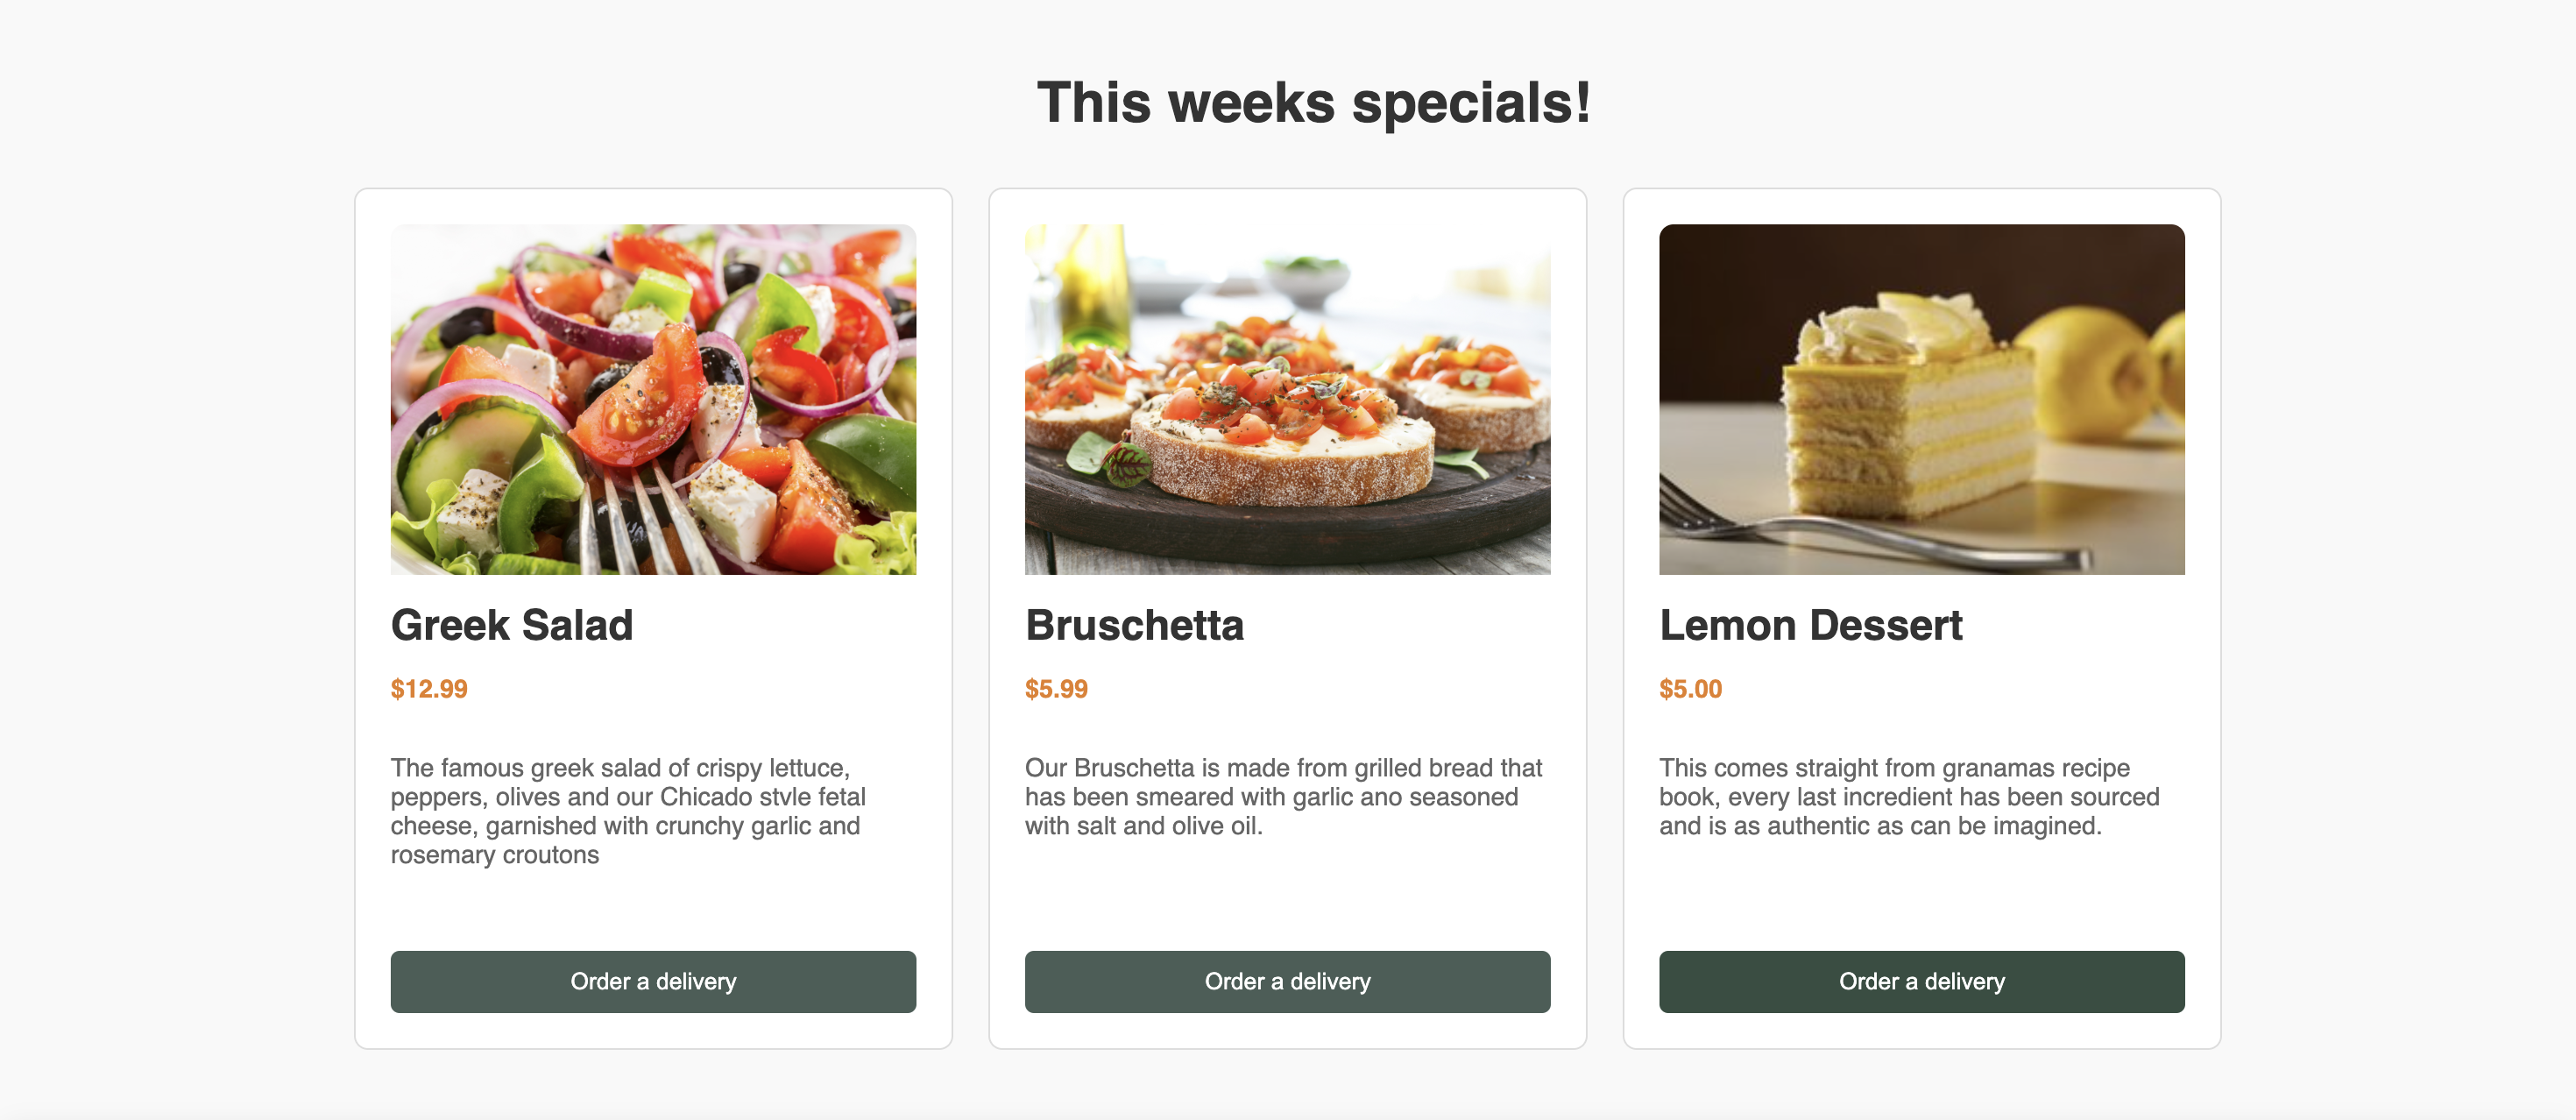 This weeks specials!
Greek Salad
$12.99
The famous greek salad of crispy lettuce,
peppers, olives and our Chicado stvle fetal
cheese, garnished with crunchy garlic and
rosemary croutons
Order a delivery
Bruschetta
$5.99
Our Bruschetta is made from grilled bread that
has been smeared with garlic ano seasoned
with salt and olive oil.
Order a delivery
Lemon Dessert
$5.00
This comes straight from granamas recipe
book, every last incredient has been sourced
and is as authentic as can be imagined.
Order a delivery